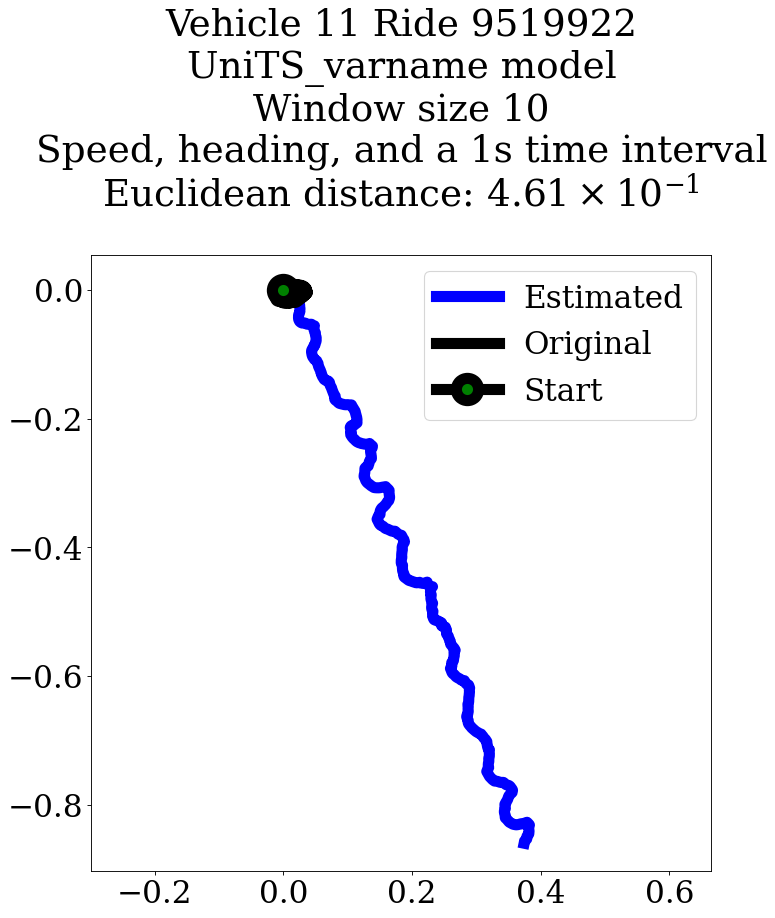 Vehicle 11 Ride 9519922
UniTS_varname model
Window size 10
Speed, heading, and a 1s time interval
Euclidean distance: 4.61 × 10⁻¹
Estimated
Original
Start
0.0
−0.2
−0.4
−0.6
−0.8
−0.2 0.0 0.2 0.4 0.6